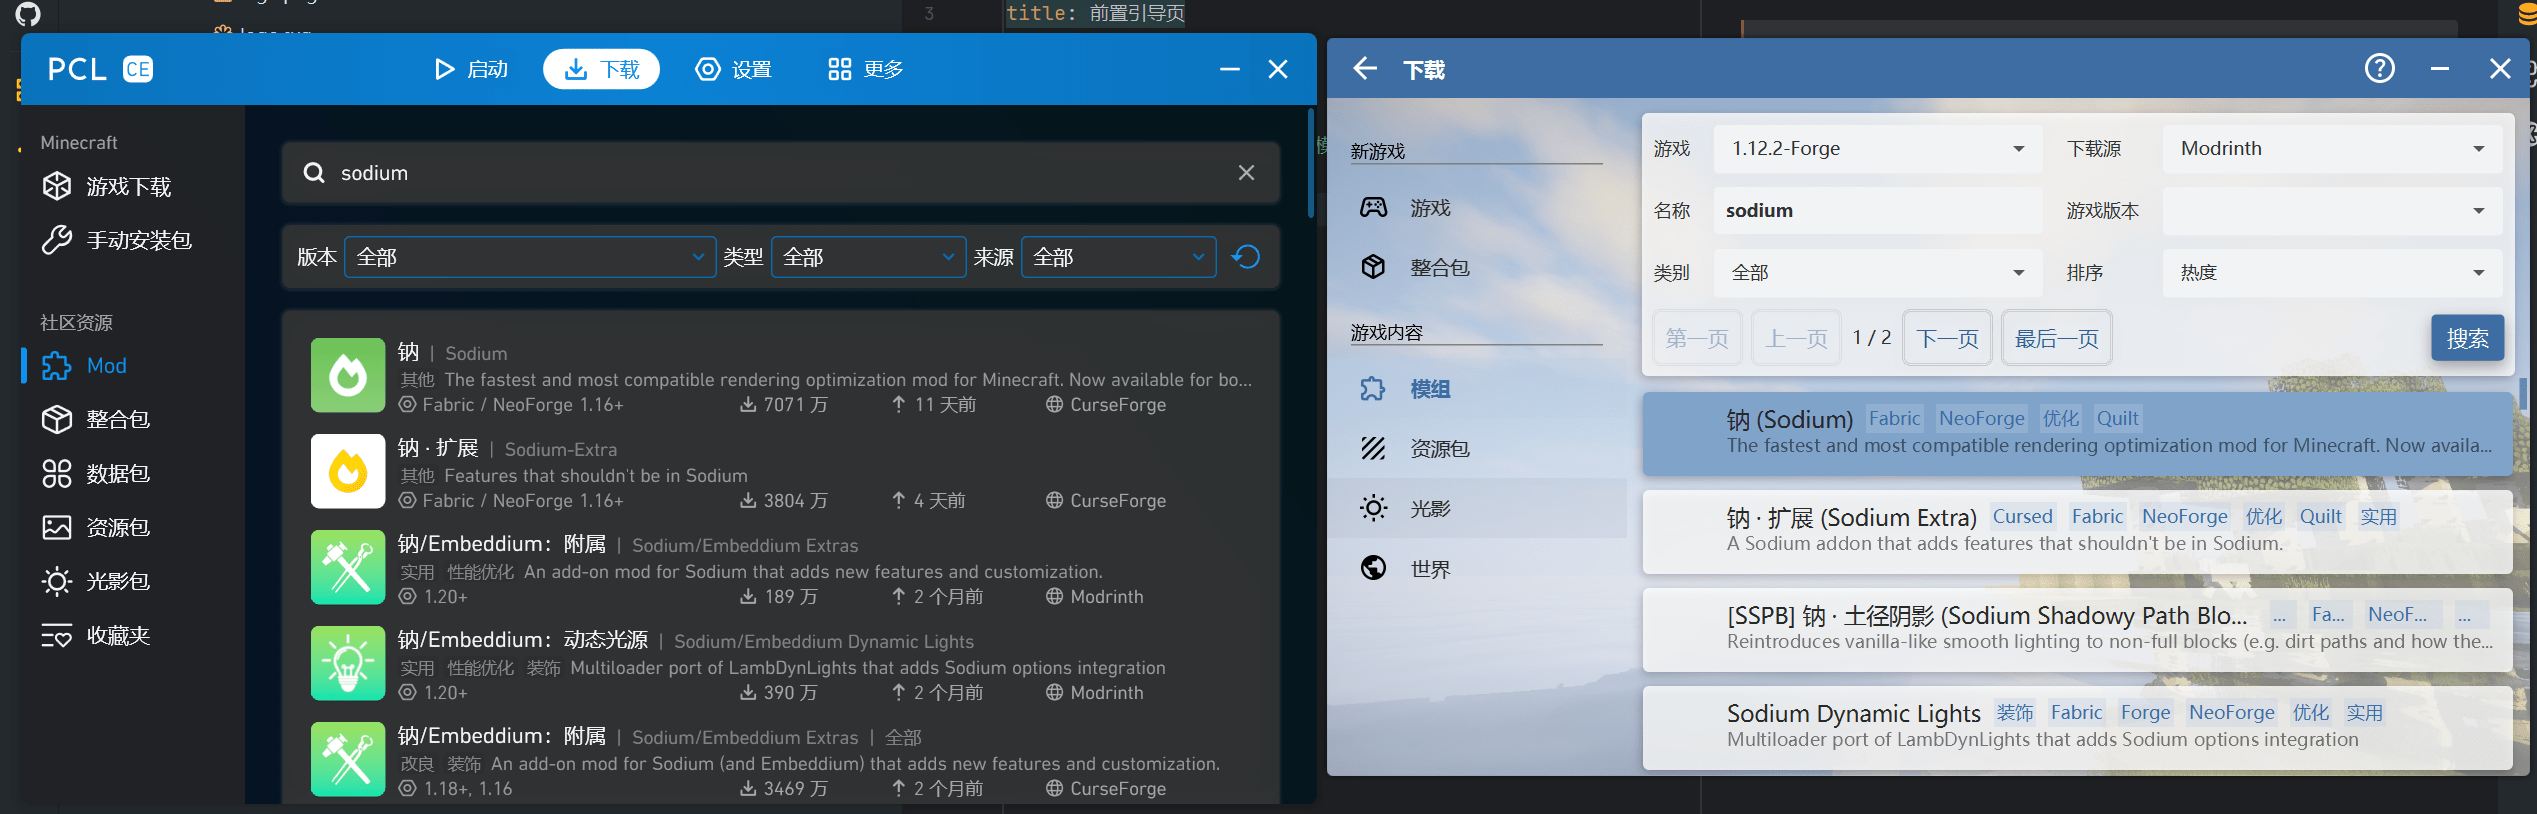 3 title: 前置引导页
PCL CE
启动
下载
设置
更多
Minecraft
游戏下载
手动安装包
社区资源
Mod
整合包
数据包
资源包
光影包
收藏夹
sodium
版本 全部 类型 全部 来源 全部
钠 | Sodium
其他 The fastest and most compatible rendering optimization mod for Minecraft. Now available for bo...
Fabric / NeoForge 1.16+ 7071 万 11 天前 CurseForge
钠 · 扩展 | Sodium-Extra
其他 Features that shouldn't be in Sodium
Fabric / NeoForge 1.16+ 3804 万 4 天前 CurseForge
钠/Embeddium：附属 | Sodium/Embeddium Extras
实用 性能优化 An add-on mod for Sodium that adds new features and customization.
1.20+ 189 万 2 个月前 Modrinth
钠/Embeddium：动态光源 | Sodium/Embeddium Dynamic Lights
实用 性能优化 装饰 Multiloader port of LambDynLights that adds Sodium options integration
1.20+ 390 万 2 个月前 Modrinth
钠/Embeddium：附属 | Sodium/Embeddium Extras | 全部
改良 装饰 An add-on mod for Sodium (and Embeddium) that adds new features and customization.
1.18+, 1.16 3469 万 2 个月前 CurseForge
下载
新游戏
游戏
整合包
游戏内容
模组
资源包
光影
世界
游戏 1.12.2-Forge 下载源 Modrinth
名称 sodium 游戏版本
类别 全部 排序 热度
第一页 上一页 1 / 2 下一页 最后一页 搜索
钠 (Sodium) Fabric NeoForge 优化 Quilt
The fastest and most compatible rendering optimization mod for Minecraft. Now availa...
钠 · 扩展 (Sodium Extra) Cursed Fabric NeoForge 优化 Quilt 实用
A Sodium addon that adds features that shouldn't be in Sodium.
[SSPB] 钠 · 土径阴影 (Sodium Shadowy Path Blo... ... Fa... NeoF... ...
Reintroduces vanilla-like smooth lighting to non-full blocks (e.g. dirt paths and how the...
Sodium Dynamic Lights 装饰 Fabric Forge NeoForge 优化 实用
Multiloader port of LambDynLights that adds Sodium options integration